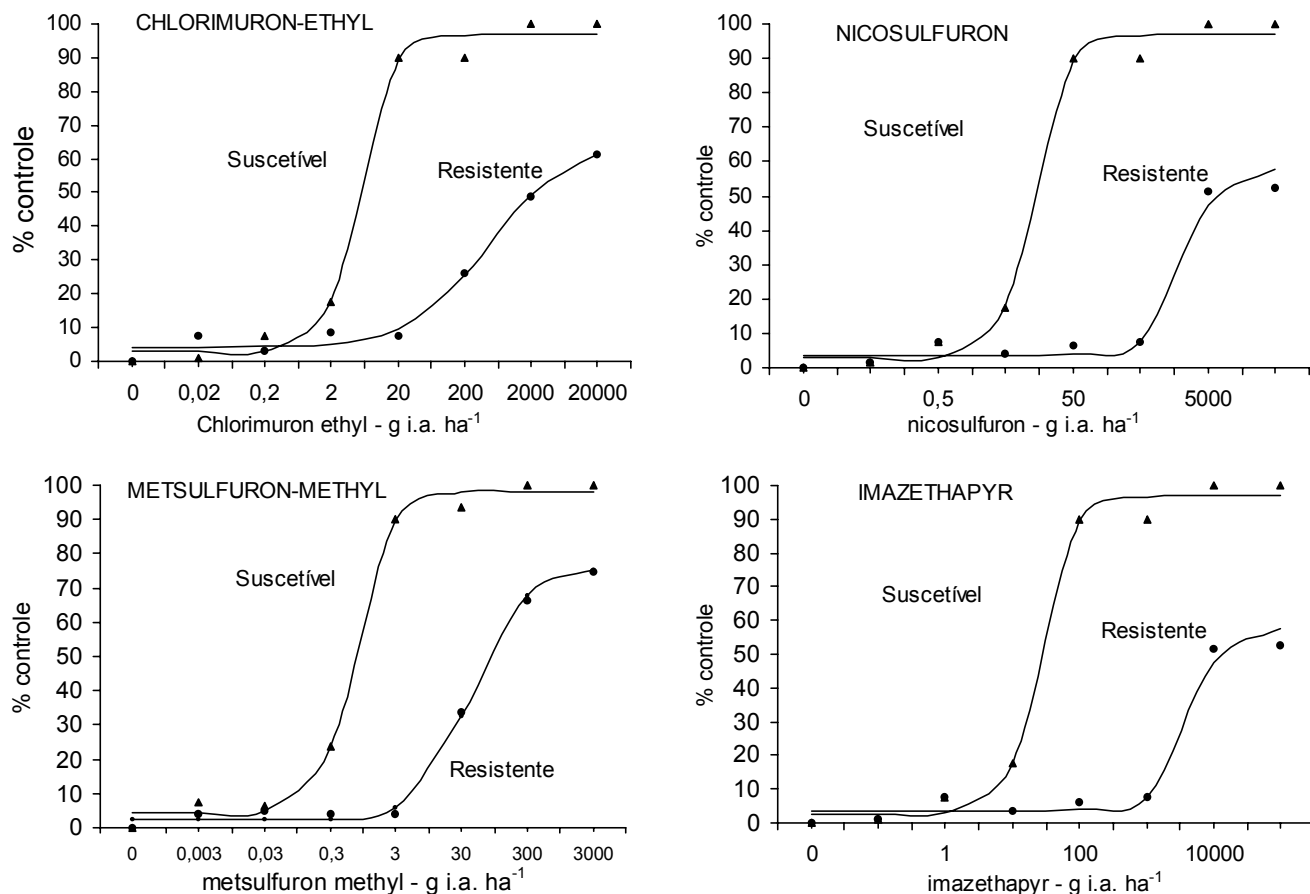 CHLORIMURON-ETHYL
100
90
80
70
60
50
40
30
20
10
0
% controle
Suscetível
Resistente
0 0,02 0,2 2 20 200 2000 20000
Chlorimuron ethyl - g i.a. ha-1
NICOSULFURON
100
90
80
70
60
50
40
30
20
10
0
% controle
Suscetível
Resistente
0 0,5 50 5000
nicosulfuron - g i.a. ha-1
METSULFURON-METHYL
100
90
80
70
60
50
40
30
20
10
0
% controle
Suscetível
Resistente
0 0,003 0,03 0,3 3 30 300 3000
metsulfuron methyl - g i.a. ha-1
IMAZETHAPYR
100
90
80
70
60
50
40
30
20
10
0
% controle
Suscetível
Resistente
0 1 100 10000
imazethapyr - g i.a. ha-1